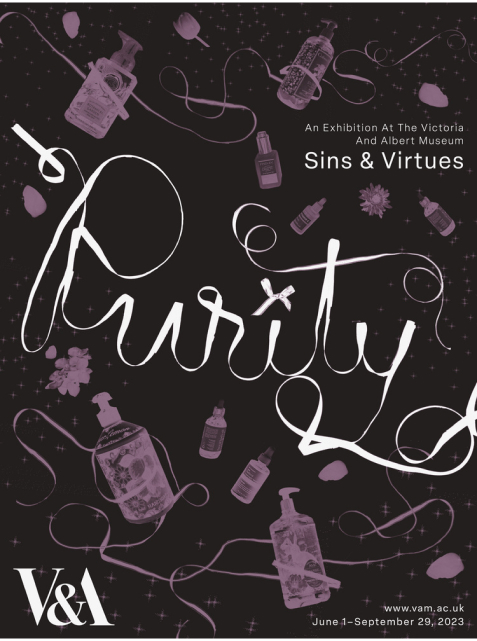 An Exhibition At The Victoria
And Albert Museum
Sins & Virtues
Purity
V&A
www.vam.ac.uk
June 1–September 29, 2023